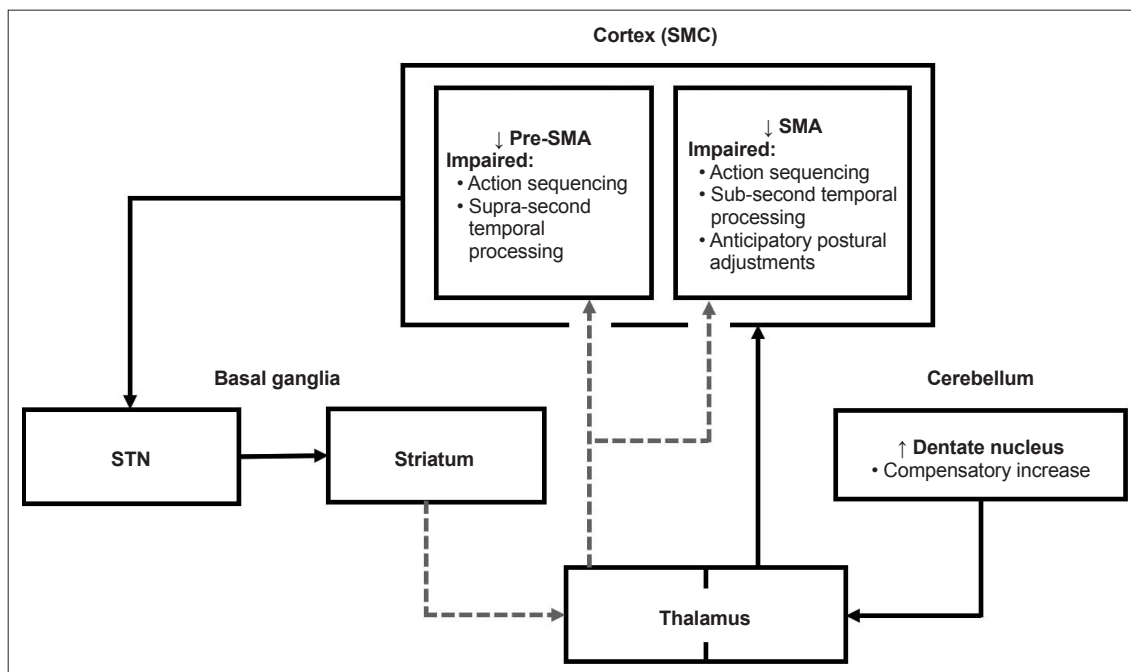 Cortex (SMC)
↓ Pre-SMA
Impaired:
• Action sequencing
• Supra-second
temporal
processing
↓ SMA
Impaired:
• Action sequencing
• Sub-second temporal
processing
• Anticipatory postural
adjustments
Basal ganglia
Cerebellum
STN
Striatum
↑ Dentate nucleus
• Compensatory increase
Thalamus